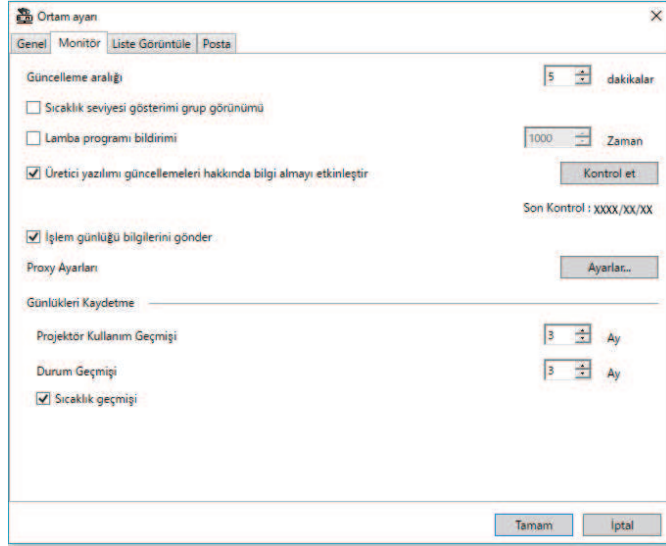 Ortam ayarı
Genel Monitör Liste Görüntüle Posta
Güncelleme aralığı 5 dakikalar
Sıcaklık seviyesi gösterimi grup görünümü
Lamba programı bildirimi 1000 Zaman
Üretici yazılımı güncellemeleri hakkında bilgi almayı etkinleştir Kontrol et
Son Kontrol : XXXX/XX/XX
İşlem günlüğü bilgilerini gönder
Proxy Ayarları Ayarlar...
Günlükleri Kaydetme
Projektör Kullanım Geçmişi 3 Ay
Durum Geçmişi 3 Ay
Sıcaklık geçmişi
Tamam İptal